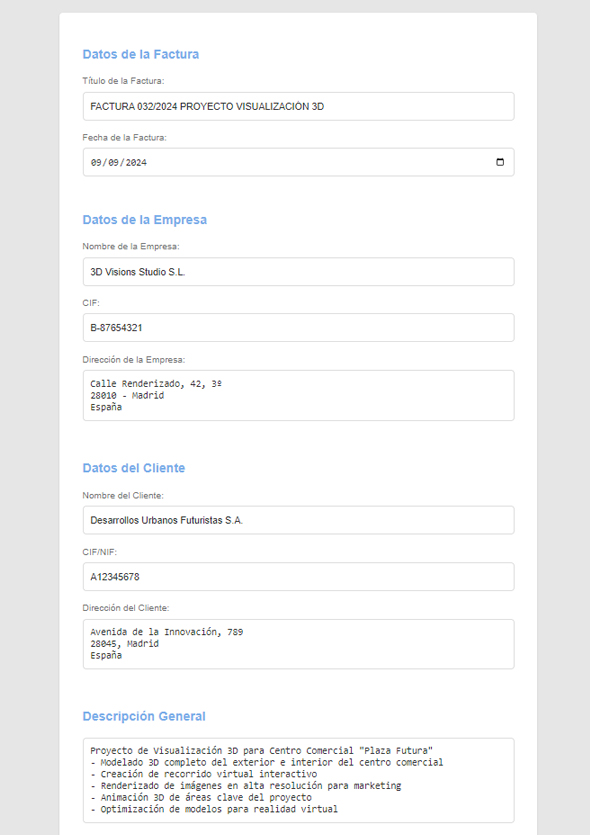 Datos de la Factura
Título de la Factura:
FACTURA 032/2024 PROYECTO VISUALIZACIÓN 3D
Fecha de la Factura:
09/09/2024
Datos de la Empresa
Nombre de la Empresa:
3D Visions Studio S.L.
CIF:
B-87654321
Dirección de la Empresa:
Calle Renderizado, 42, 3º
28010 - Madrid
España
Datos del Cliente
Nombre del Cliente:
Desarrollos Urbanos Futuristas S.A.
CIF/NIF:
A12345678
Dirección del Cliente:
Avenida de la Innovación, 789
28045, Madrid
España
Descripción General
Proyecto de Visualización 3D para Centro Comercial "Plaza Futura"
- Modelado 3D completo del exterior e interior del centro comercial
- Creación de recorrido virtual interactivo
- Renderizado de imágenes en alta resolución para marketing
- Animación 3D de áreas clave del proyecto
- Optimización de modelos para realidad virtual